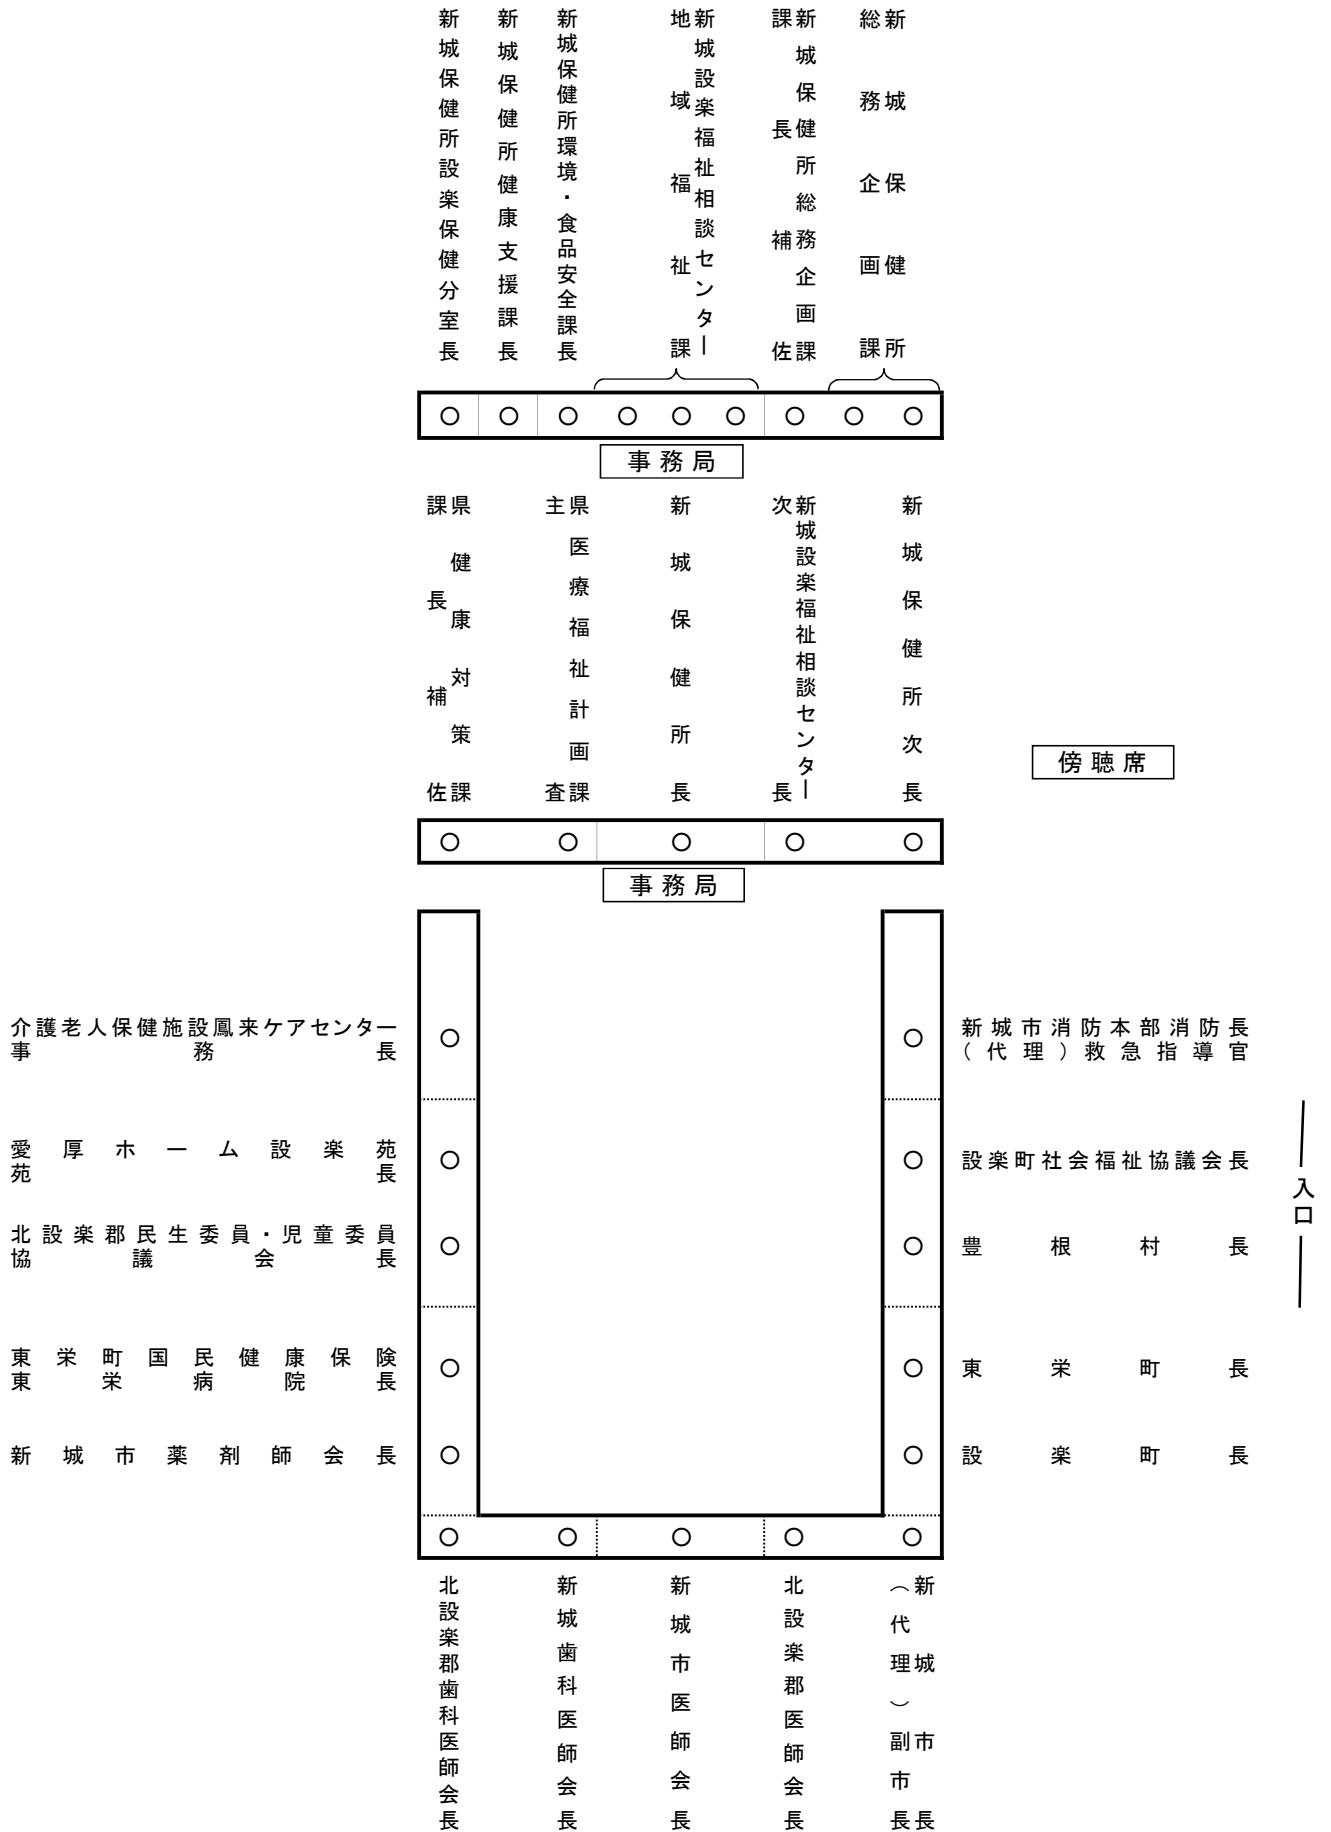 新城保健所総務企画課
新城保健所総務企画課
課長補佐
新城設楽福祉相談センター
地域福祉課
新城保健所環境・食品安全課長
新城保健所健康支援課長
新城保健所設楽保健分室長
事務局
新城保健所次長
新城設楽福祉相談センター
次長
新城保健所長
県医療福祉計画課
主査
県健康対策課
課長補佐
傍聴席
事務局
介護老人保健施設鳳来ケアセンター
事務長
新城市消防本部消防長
（代理）救急指導官
愛厚ホーム設楽苑
苑長
設楽町社会福祉協議会長
入口
北設楽郡民生委員・児童委員
協議会長
豊根村長
東栄町国民健康保険
東栄病院長
東栄町長
新城市薬剤師会長
設楽町長
新城市長
（代理）副市長
北設楽郡医師会長
新城市医師会長
新城歯科医師会長
北設楽郡歯科医師会長